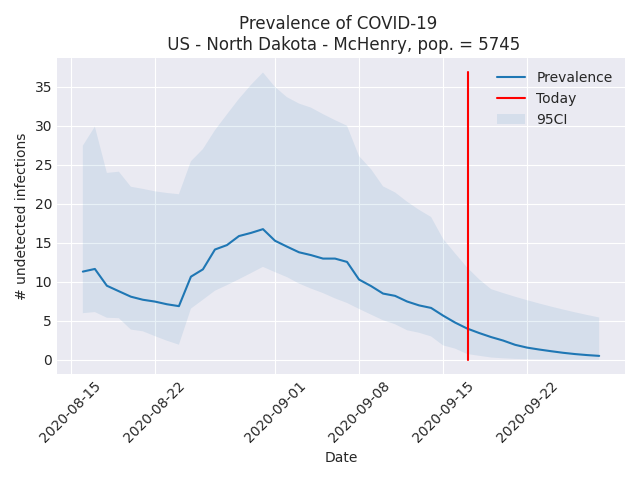 Prevalence of COVID-19
US - North Dakota - McHenry, pop. = 5745
Prevalence
Today
95CI
# undetected infections
35
30
25
20
15
10
5
0
2020-08-15
2020-08-22
2020-09-01
2020-09-08
2020-09-15
2020-09-22
Date